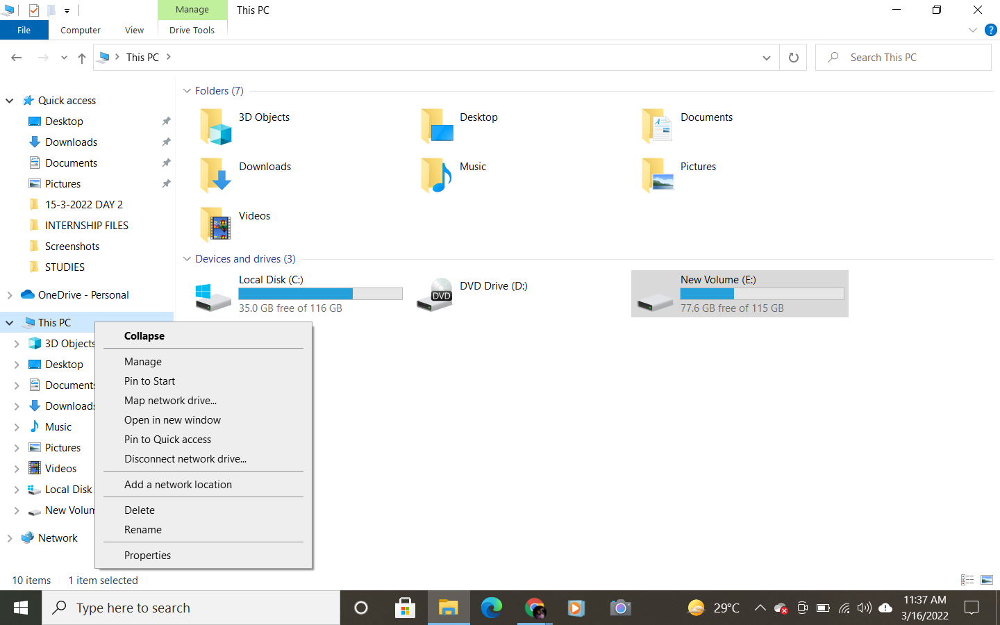 Manage
This PC
File
Computer
View
Drive Tools
?
This PC
Search This PC
Quick access
Desktop
Downloads
Documents
Pictures
15-3-2022 DAY 2
INTERNSHIP FILES
Screenshots
STUDIES
OneDrive - Personal
This PC
3D Objects
Desktop
Documents
Downloads
Music
Pictures
Videos
Local Disk
New Volum
Network
Folders (7)
3D Objects
Desktop
Documents
Downloads
Music
Pictures
Videos
Devices and drives (3)
Local Disk (C:)
35.0 GB free of 116 GB
DVD
DVD Drive (D:)
New Volume (E:)
77.6 GB free of 115 GB
Collapse
Manage
Pin to Start
Map network drive...
Open in new window
Pin to Quick access
Disconnect network drive...
Add a network location
Delete
Rename
Properties
10 items
1 item selected
Type here to search
29°C
11:37 AM
3/16/2022